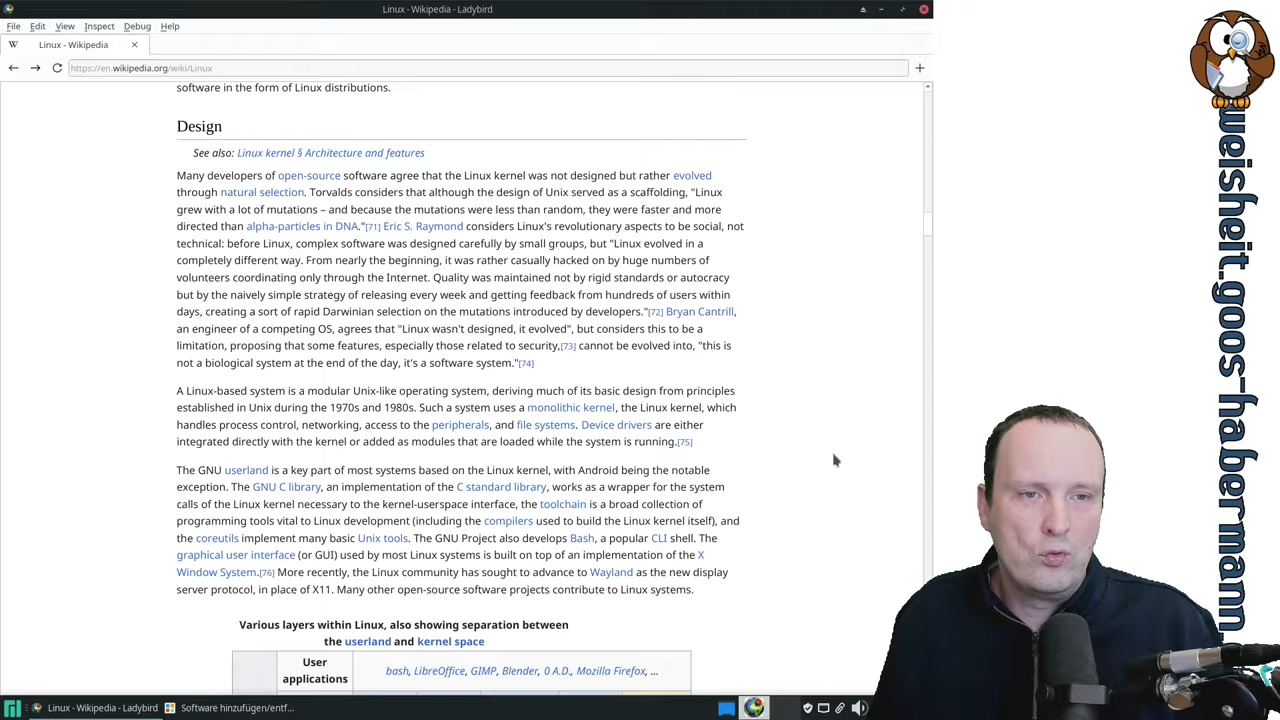 Linux - Wikipedia - Ladybird
File Edit View Inspect Debug Help
W Linux - Wikipedia
https://en.wikipedia.org/wiki/Linux
software in the form of Linux distributions.
Design
See also: Linux kernel § Architecture and features
Many developers of open-source software agree that the Linux kernel was not designed but rather evolved
through natural selection. Torvalds considers that although the design of Unix served as a scaffolding, "Linux
grew with a lot of mutations – and because the mutations were less than random, they were faster and more
directed than alpha-particles in DNA."[71] Eric S. Raymond considers Linux's revolutionary aspects to be social, not
technical: before Linux, complex software was designed carefully by small groups, but "Linux evolved in a
completely different way. From nearly the beginning, it was rather casually hacked on by huge numbers of
volunteers coordinating only through the Internet. Quality was maintained not by rigid standards or autocracy
but by the naively simple strategy of releasing every week and getting feedback from hundreds of users within
days, creating a sort of rapid Darwinian selection on the mutations introduced by developers."[72] Bryan Cantrill,
an engineer of a competing OS, agrees that "Linux wasn't designed, it evolved", but considers this to be a
limitation, proposing that some features, especially those related to security,[73] cannot be evolved into, "this is
not a biological system at the end of the day, it's a software system."[74]
A Linux-based system is a modular Unix-like operating system, deriving much of its basic design from principles
established in Unix during the 1970s and 1980s. Such a system uses a monolithic kernel, the Linux kernel, which
handles process control, networking, access to the peripherals, and file systems. Device drivers are either
integrated directly with the kernel or added as modules that are loaded while the system is running.[75]
The GNU userland is a key part of most systems based on the Linux kernel, with Android being the notable
exception. The GNU C library, an implementation of the C standard library, works as a wrapper for the system
calls of the Linux kernel necessary to the kernel-userspace interface, the toolchain is a broad collection of
programming tools vital to Linux development (including the compilers used to build the Linux kernel itself), and
the coreutils implement many basic Unix tools. The GNU Project also develops Bash, a popular CLI shell. The
graphical user interface (or GUI) used by most Linux systems is built on top of an implementation of the X
Window System.[76] More recently, the Linux community has sought to advance to Wayland as the new display
server protocol, in place of X11. Many other open-source software projects contribute to Linux systems.
Various layers within Linux, also showing separation between
the userland and kernel space
User
applications
bash, LibreOffice, GIMP, Blender, 0 A.D., Mozilla Firefox, ...
Linux - Wikipedia - Ladybird Software hinzufügen/entf...
weisheit.goos-habermann.